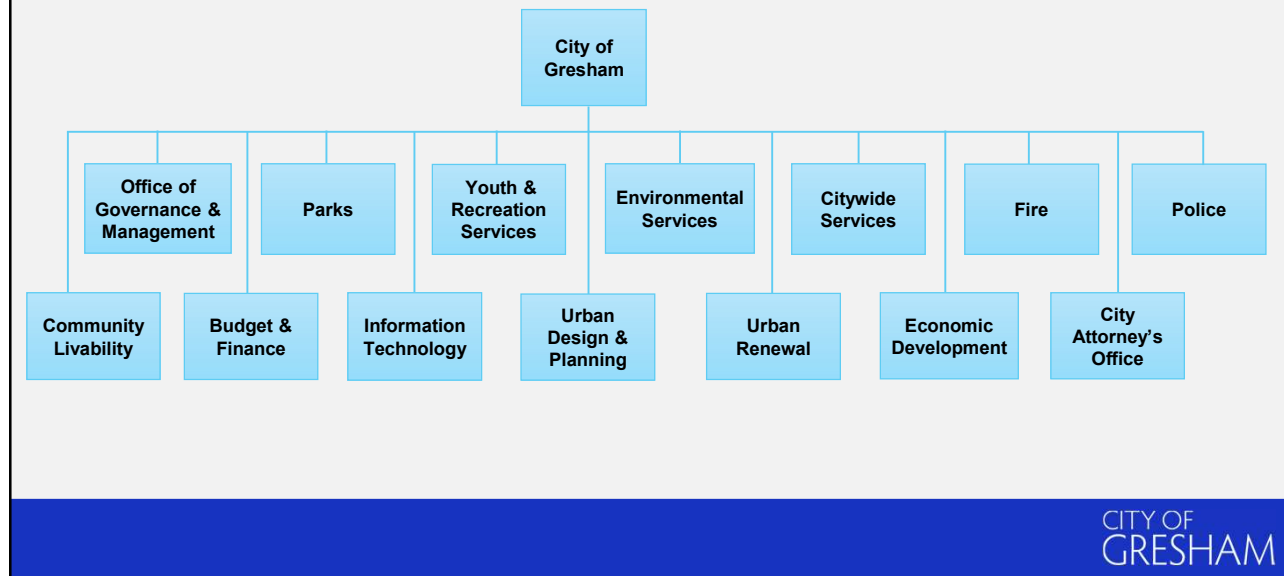 City of
Gresham
Office of
Governance &
Management
Parks
Youth &
Recreation
Services
Environmental
Services
Citywide
Services
Fire
Police
Community
Livability
Budget &
Finance
Information
Technology
Urban
Design &
Planning
Urban
Renewal
Economic
Development
City
Attorney’s
Office
CITY OF
GRESHAM